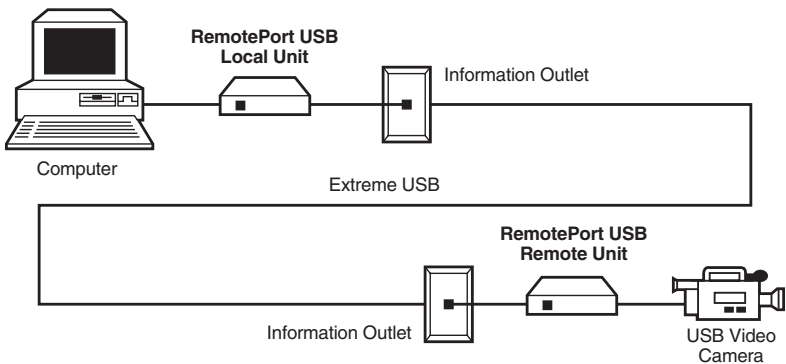 RemotePort USB
Local Unit
Information Outlet
Computer
Extreme USB
RemotePort USB
Remote Unit
Information Outlet
USB Video
Camera